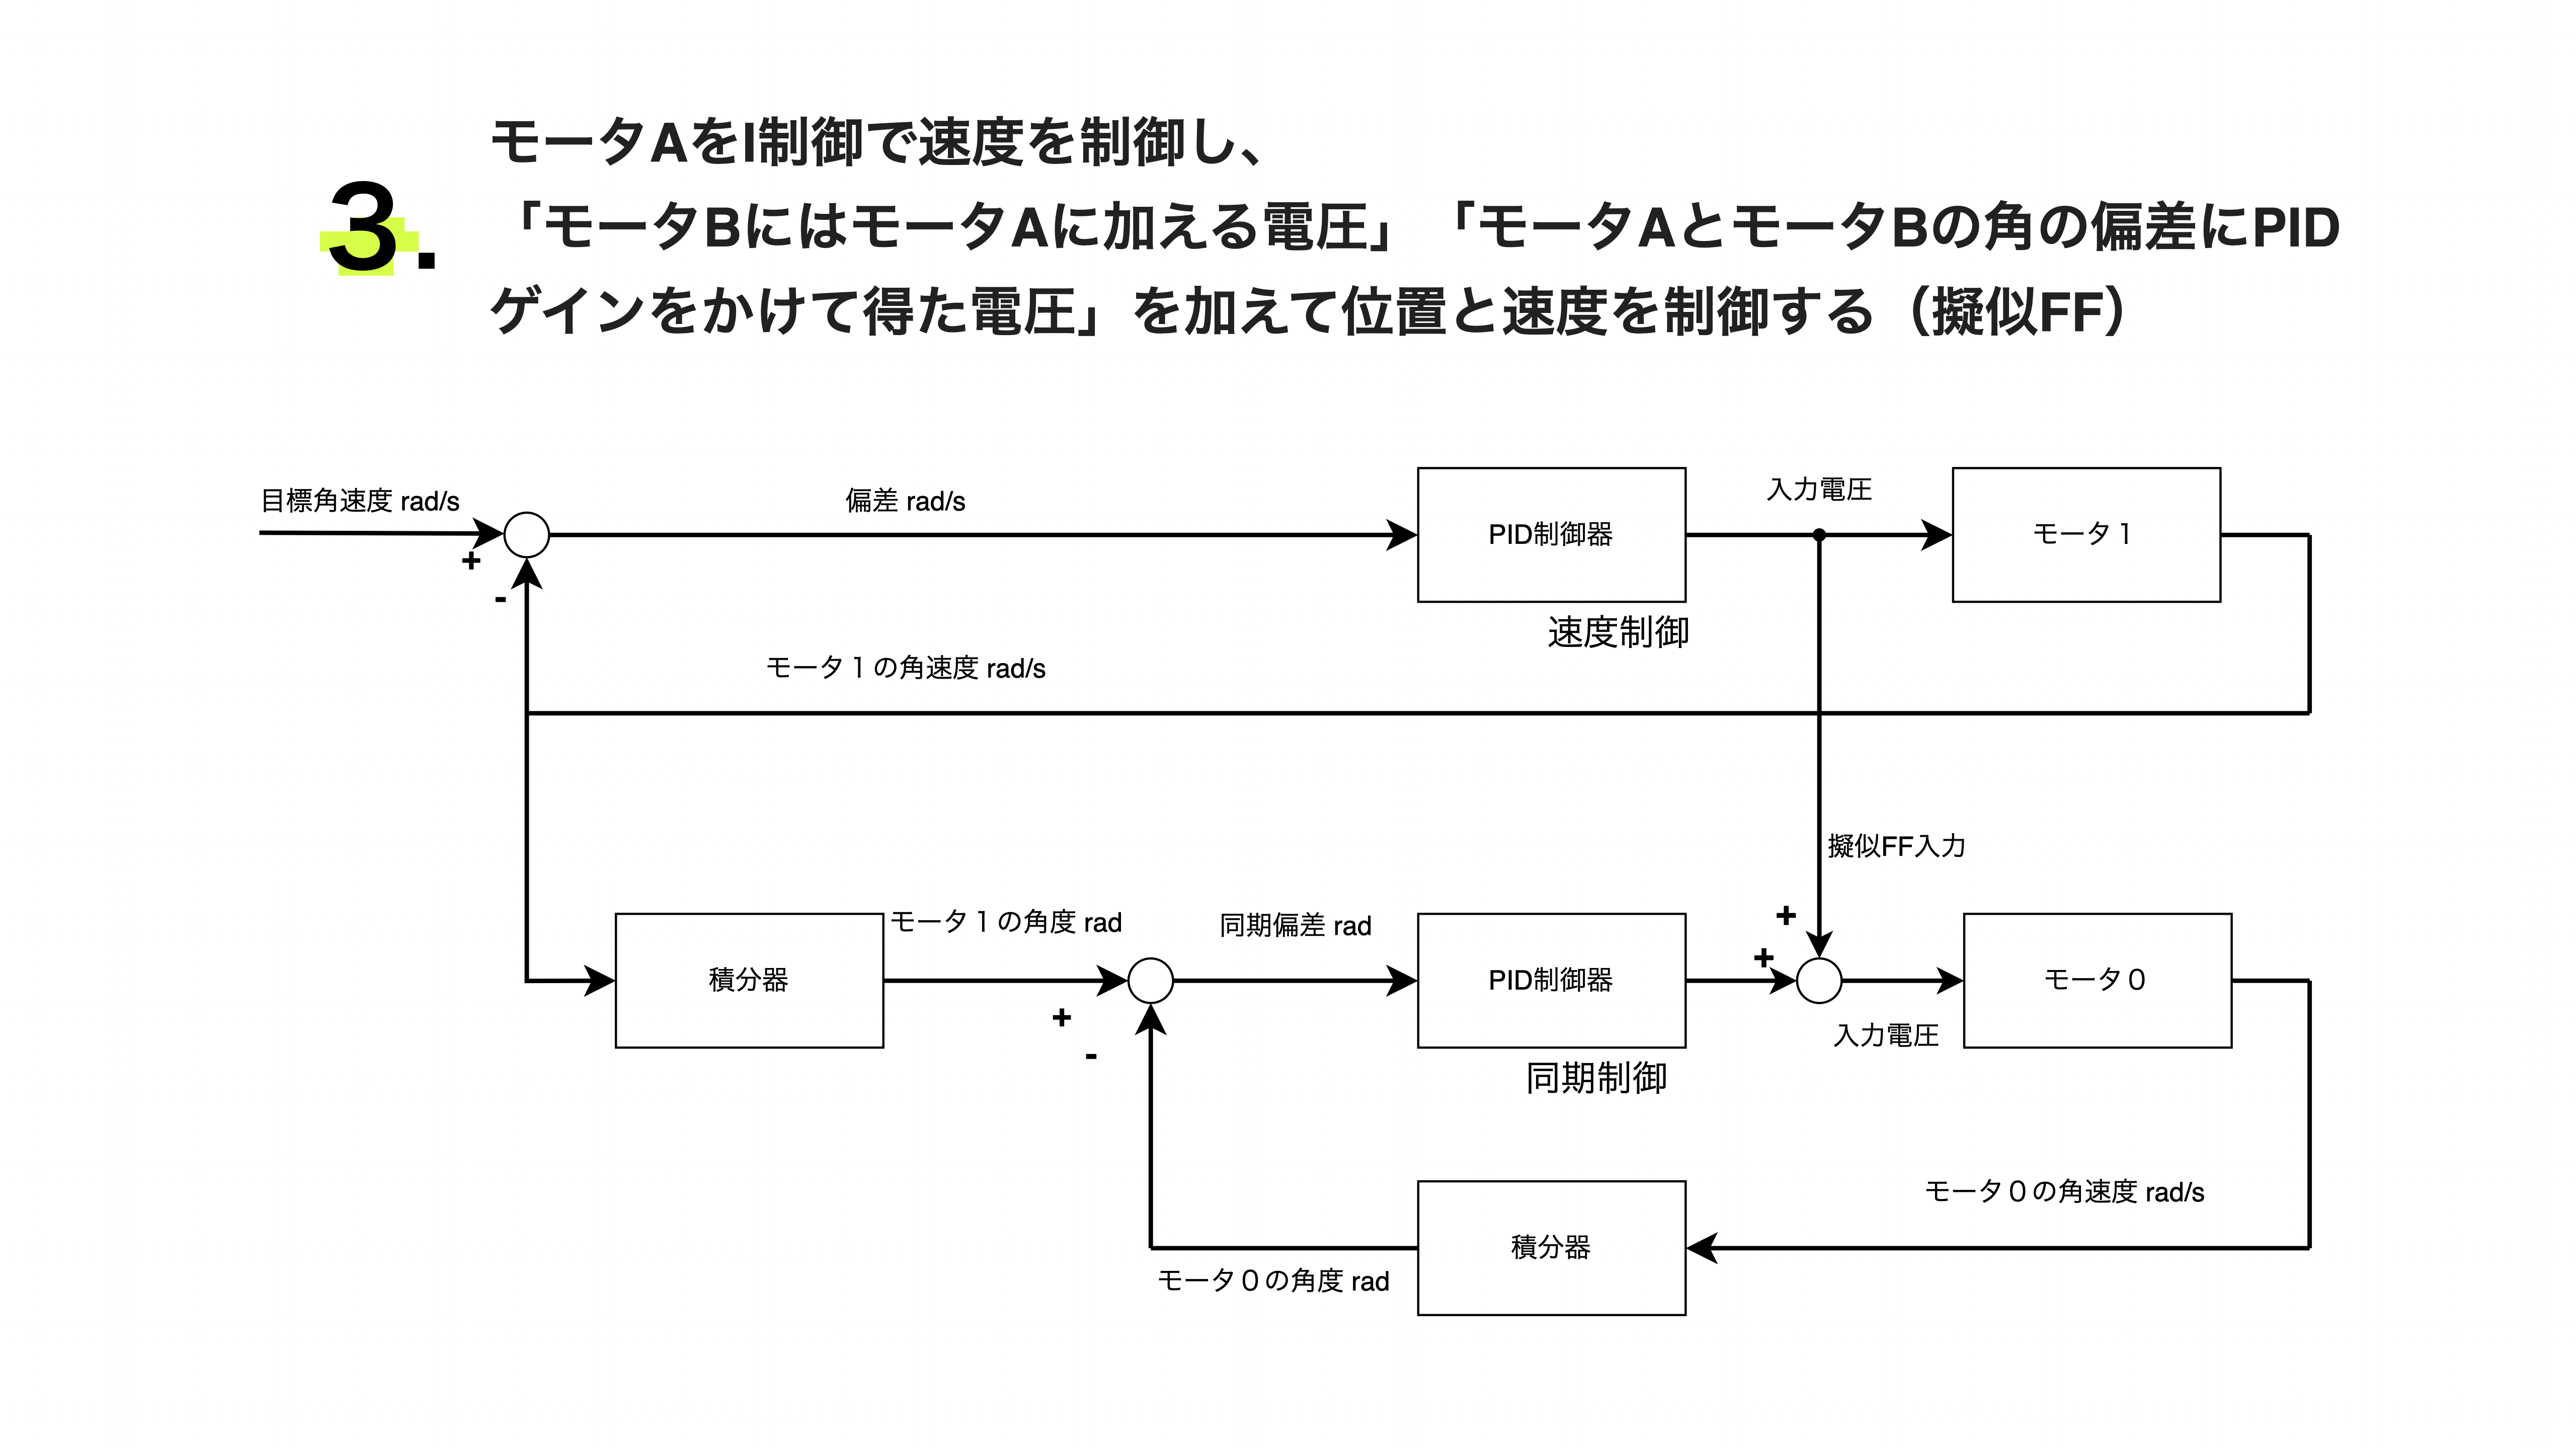 3.
モータAをI制御で速度を制御し、
「モータBにはモータAに加える電圧」「モータAとモータBの角の偏差にPID
ゲインをかけて得た電圧」を加えて位置と速度を制御する（擬似FF）
目標角速度 rad/s
偏差 rad/s
PID制御器
入力電圧
モータ１
+
-
速度制御
モータ１の角速度 rad/s
擬似FF入力
積分器
モータ１の角度 rad
同期偏差 rad
PID制御器
+
+
モータ０
+
-
入力電圧
同期制御
モータ０の角速度 rad/s
積分器
モータ０の角度 rad